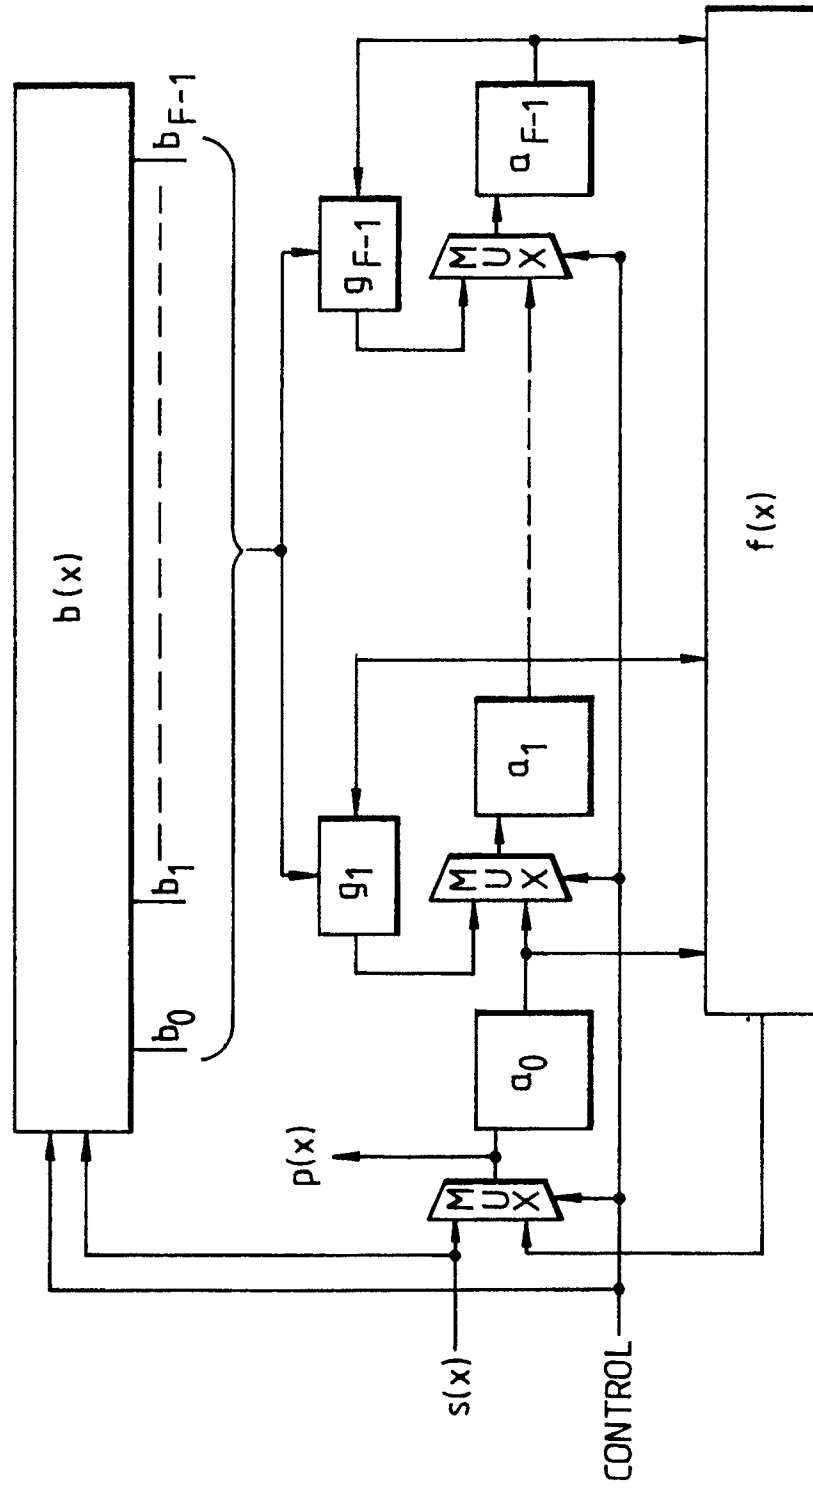 b(x)
b0
b1
bF-1
p(x)
g1
gF-1
s(x)
MUX
a0
MUX
a1
MUX
aF-1
CONTROL
f(x)